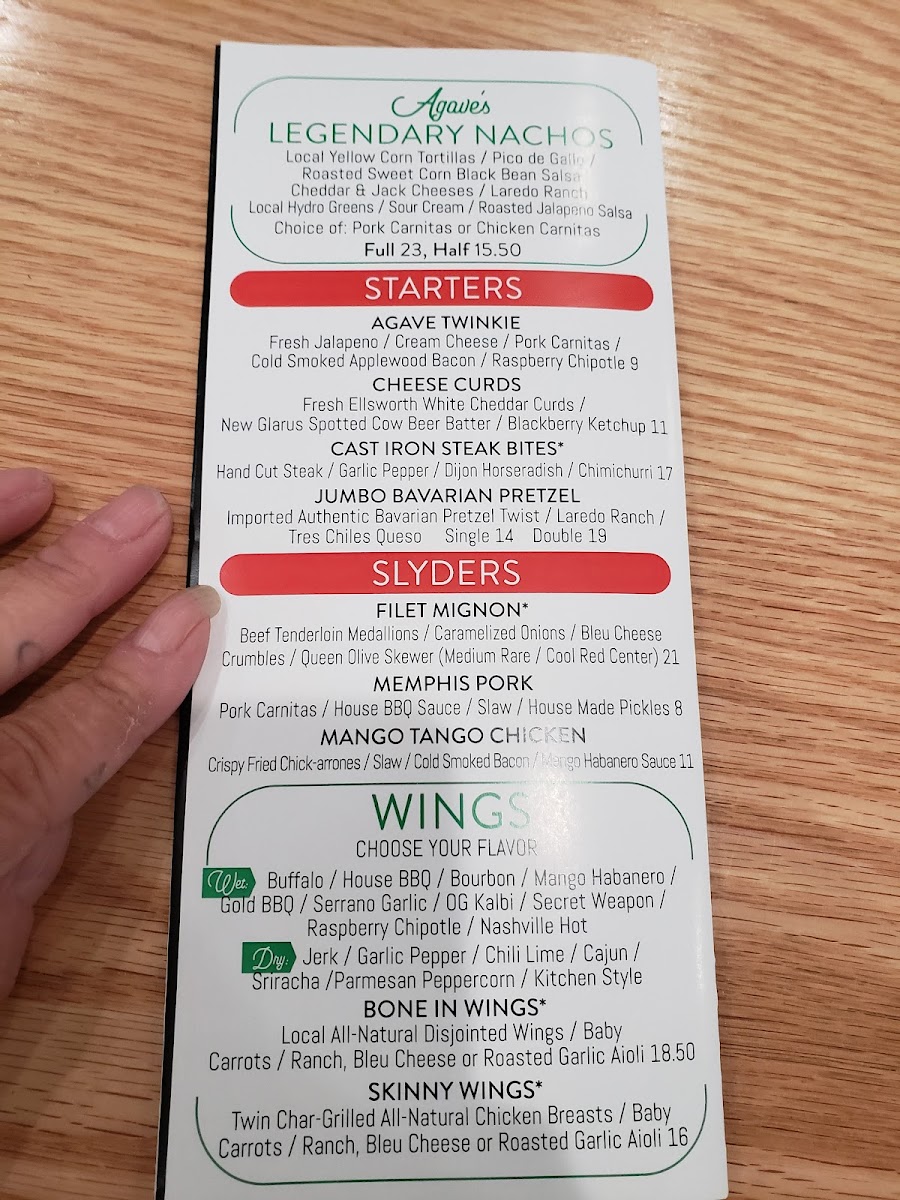 Agave's
LEGENDARY NACHOS
Local Yellow Corn Tortillas / Pico de Gallo /
Roasted Sweet Corn Black Bean Salsa
Cheddar & Jack Cheeses / Laredo Ranch
Local Hydro Greens / Sour Cream / Roasted Jalapeno Salsa
Choice of: Pork Carnitas or Chicken Carnitas
Full 23, Half 15.50
STARTERS
AGAVE TWINKIE
Fresh Jalapeno / Cream Cheese / Pork Carnitas /
Cold Smoked Applewood Bacon / Raspberry Chipotle 9
CHEESE CURDS
Fresh Ellsworth White Cheddar Curds /
New Glarus Spotted Cow Beer Batter / Blackberry Ketchup 11
CAST IRON STEAK BITES*
Hand Cut Steak / Garlic Pepper / Dijon Horseradish / Chimichurri 17
JUMBO BAVARIAN PRETZEL
Imported Authentic Bavarian Pretzel Twist / Laredo Ranch /
Tres Chiles Queso Single 14 Double 19
SLYDERS
FILET MIGNON*
Beef Tenderloin Medallions / Caramelized Onions / Bleu Cheese
Crumbles / Queen Olive Skewer (Medium Rare / Cool Red Center) 21
MEMPHIS PORK
Pork Carnitas / House BBQ Sauce / Slaw / House Made Pickles 8
MANGO TANGO CHICKEN
Crispy Fried Chick-arrones / Slaw / Cold Smoked Bacon / Mango Habanero Sauce 11
WINGS
CHOOSE YOUR FLAVOR
Wet: Buffalo / House BBQ / Bourbon / Mango Habanero /
Gold BBQ / Serrano Garlic / OG Kalbi / Secret Weapon /
Raspberry Chipotle / Nashville Hot
Dry: Jerk / Garlic Pepper / Chili Lime / Cajun /
Sriracha /Parmesan Peppercorn / Kitchen Style
BONE IN WINGS*
Local All-Natural Disjointed Wings / Baby
Carrots / Ranch, Bleu Cheese or Roasted Garlic Aioli 18.50
SKINNY WINGS*
Twin Char-Grilled All-Natural Chicken Breasts / Baby
Carrots / Ranch, Bleu Cheese or Roasted Garlic Aioli 16